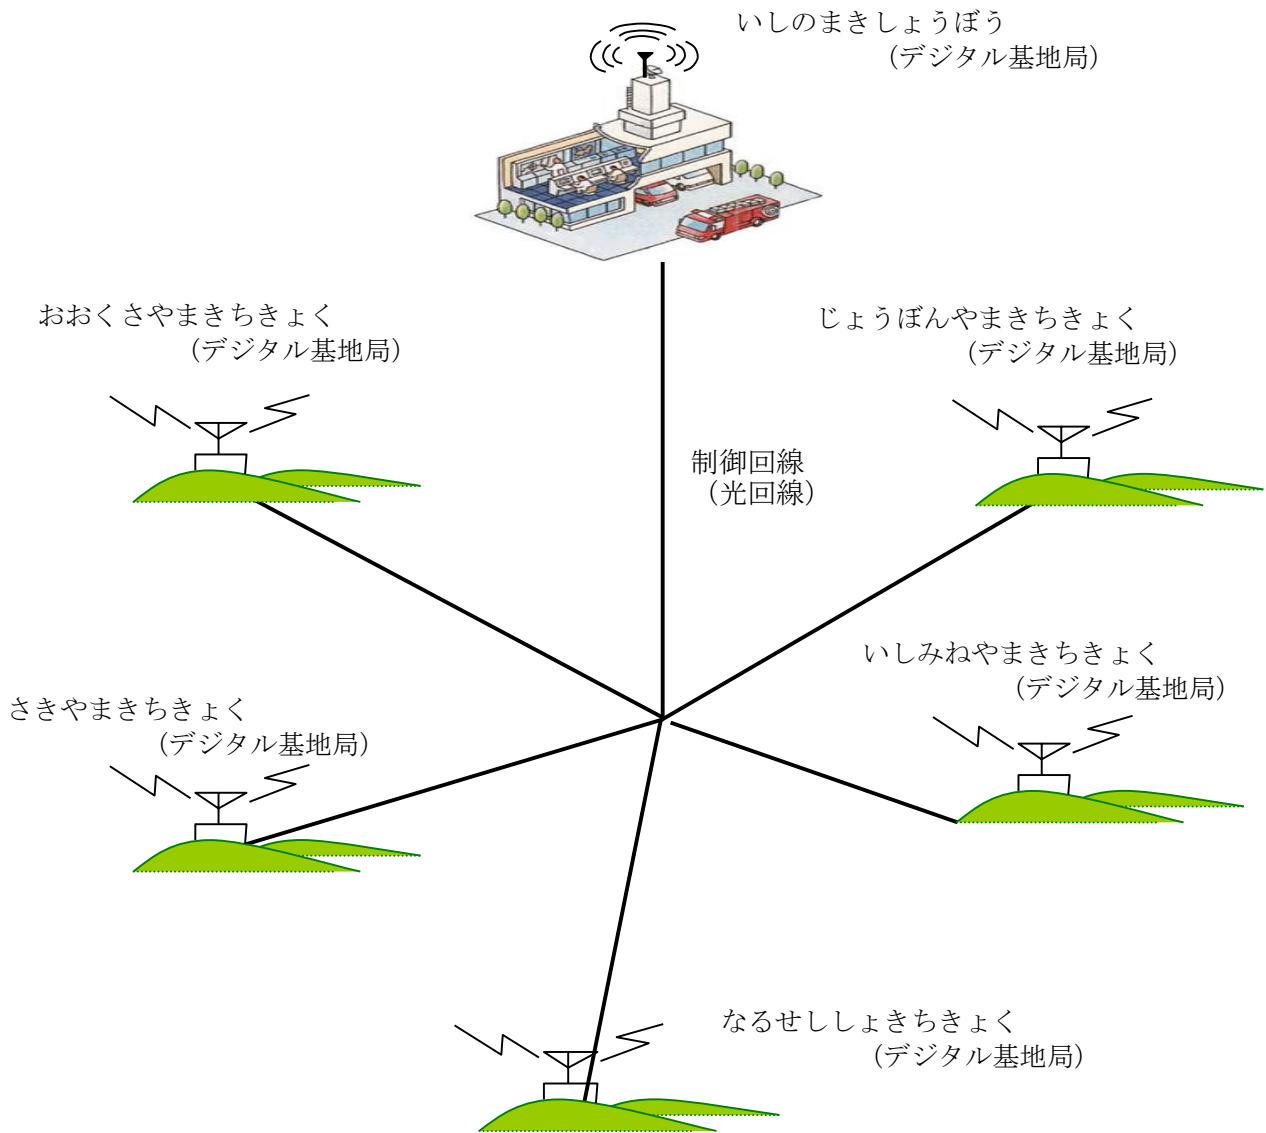 いしのまきしょうぼう
(デジタル基地局)
おおくさやまきちきょく
(デジタル基地局)
じょうぼんやまきちきょく
(デジタル基地局)
制御回線
(光回線)
いしみねやまきちきょく
(デジタル基地局)
さきやまきちきょく
(デジタル基地局)
なるせししょきちきょく
(デジタル基地局)